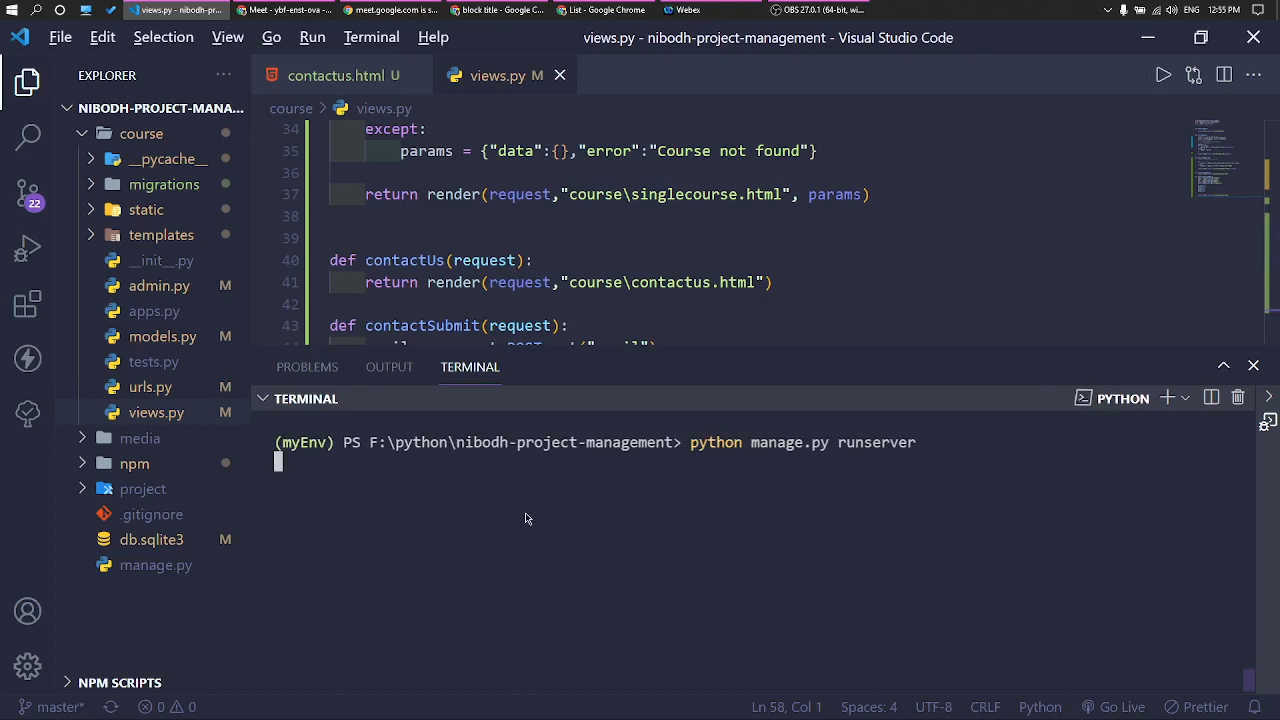 views.py - nibodh-pr...
Meet - ybf-enst-ova ...
meet.google.com is s...
block title - Google C...
List - Google Chrome
Webex
OBS 27.0.1 (64-bit, wi...
ENG
12:55 PM
File Edit Selection View Go Run Terminal Help
views.py - nibodh-project-management - Visual Studio Code
EXPLORER
contactus.html U
views.py M
NIBODH-PROJECT-MANA...
course > views.py
course
__pycache__
migrations
static
templates
__init__.py
admin.py M
apps.py
models.py M
tests.py
urls.py M
views.py M
media
npm
project
.gitignore
db.sqlite3 M
manage.py
NPM SCRIPTS
34 except:
35 params = {"data":{},"error":"Course not found"}
36
37 return render(request,"course\singlecourse.html", params)
38
39
40 def contactUs(request):
41 return render(request,"course\contactus.html")
42
43 def contactSubmit(request):
PROBLEMS OUTPUT TERMINAL
TERMINAL
PYTHON
(myEnv) PS F:\python\nibodh-project-management> python manage.py runserver
22
master* 0 0
Ln 58, Col 1 Spaces: 4 UTF-8 CRLF Python Go Live Prettier